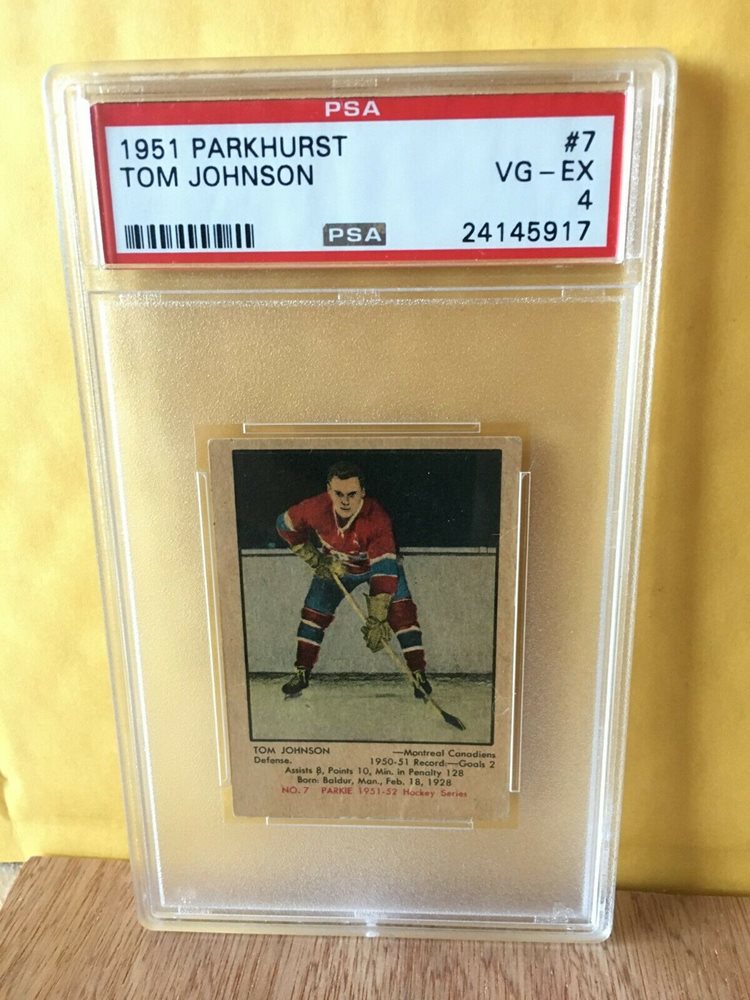 PSA
1951 PARKHURST #7
TOM JOHNSON VG - EX
4
PSA 24145917
TOM JOHNSON —Montreal Canadiens
Defense. 1950-51 Record:—Goals 2
Assists 8, Points 10, Min. in Penalty 128
Born: Baldur, Man., Feb. 18, 1928
NO. 7 PARKIE 1951-52 Hockey Series